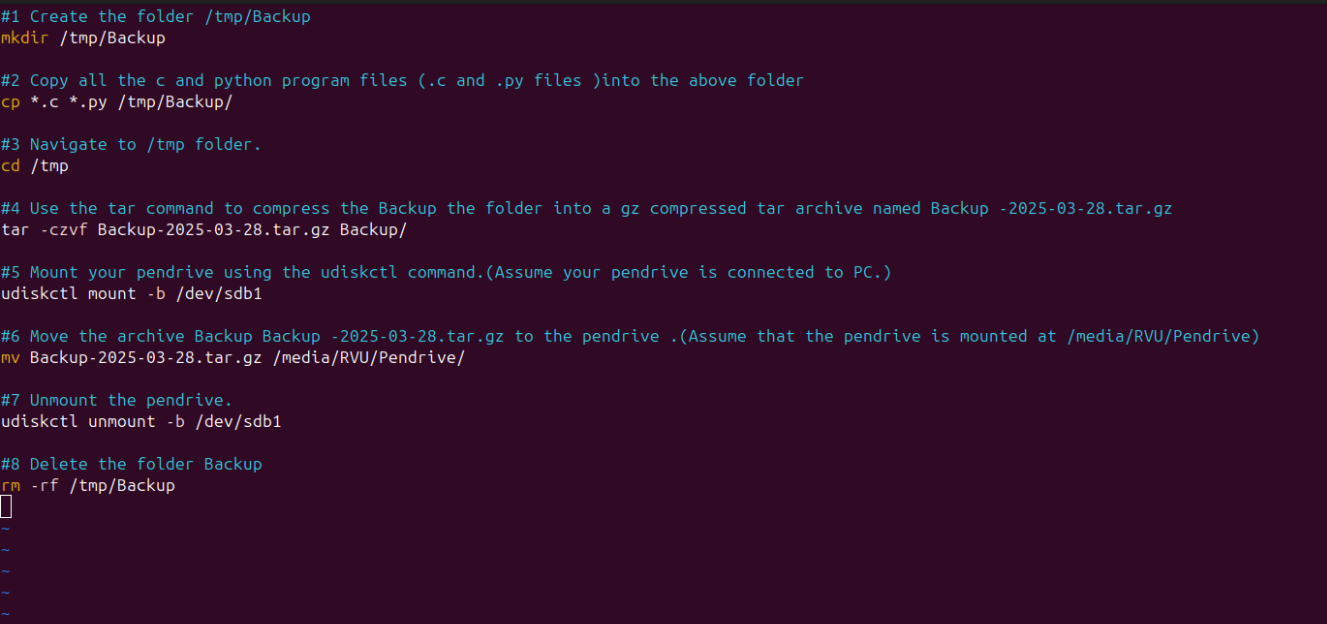 #1 Create the folder /tmp/Backup
mkdir /tmp/Backup
#2 Copy all the c and python program files (.c and .py files )into the above folder
cp *.c *.py /tmp/Backup/
#3 Navigate to /tmp folder.
cd /tmp
#4 Use the tar command to compress the Backup the folder into a gz compressed tar archive named Backup -2025-03-28.tar.gz
tar -czvf Backup-2025-03-28.tar.gz Backup/
#5 Mount your pendrive using the udiskctl command.(Assume your pendrive is connected to PC.)
udiskctl mount -b /dev/sdb1
#6 Move the archive Backup Backup -2025-03-28.tar.gz to the pendrive .(Assume that the pendrive is mounted at /media/RVU/Pendrive)
mv Backup-2025-03-28.tar.gz /media/RVU/Pendrive/
#7 Unmount the pendrive.
udiskctl unmount -b /dev/sdb1
#8 Delete the folder Backup
rm -rf /tmp/Backup
~
~
~
~
~